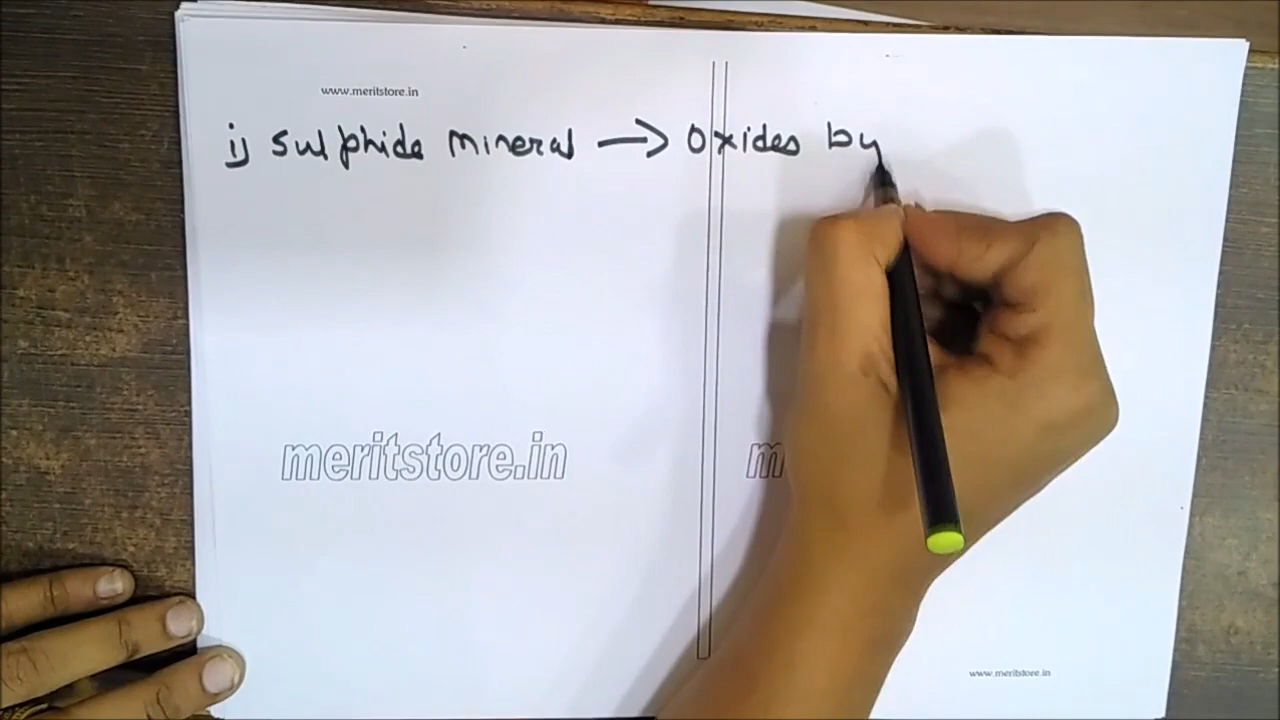 www.meritstore.in
i) sulphide mineral → Oxides by
meritstore.in
m
www.meritstore.in